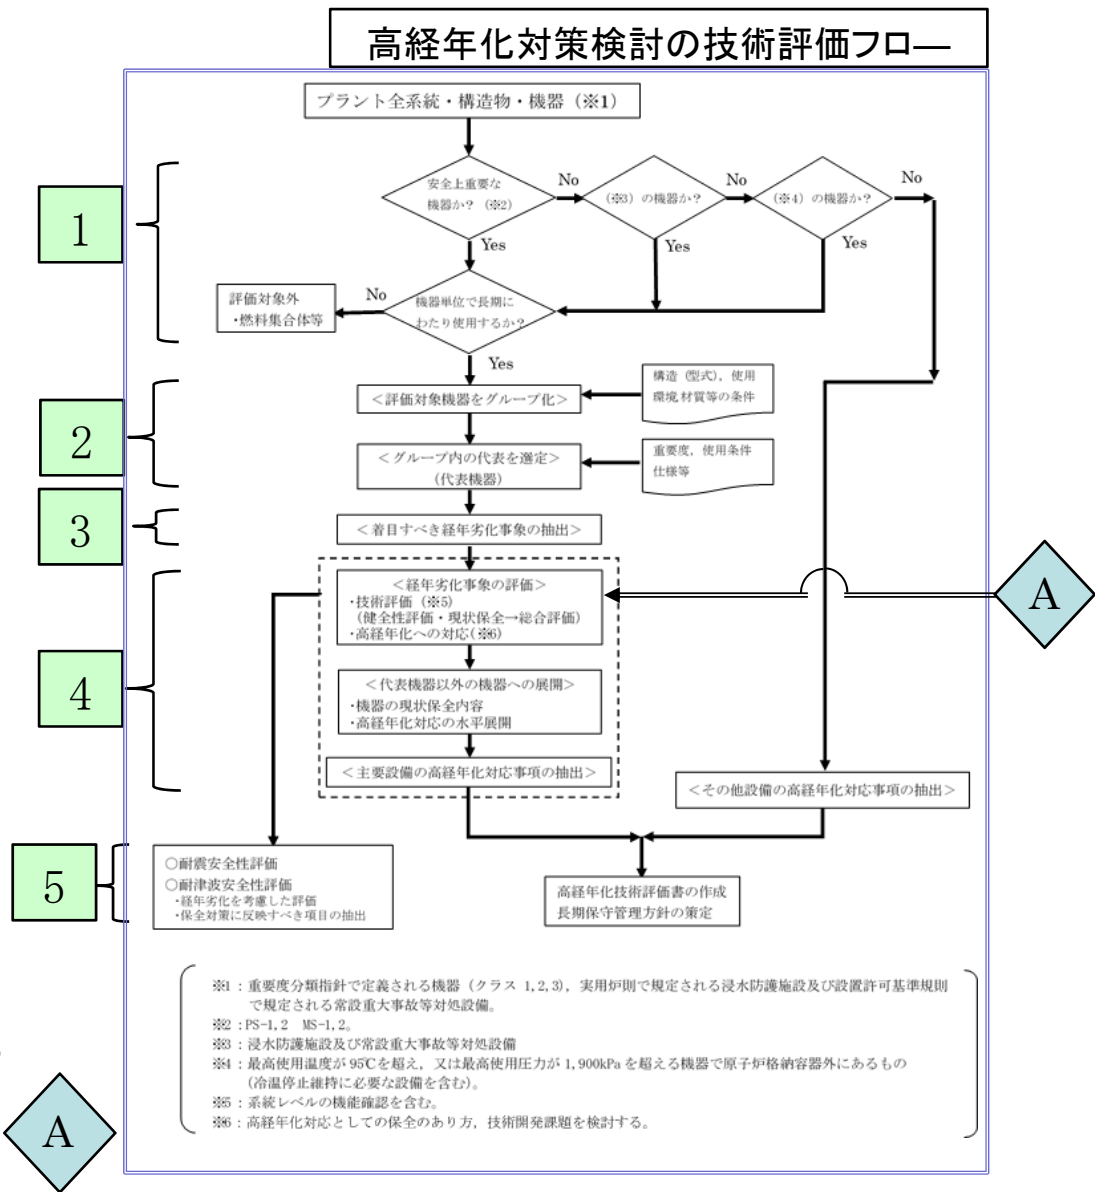 高経年化対策検討の技術評価フロ―
プラント全系統・構造物・機器（※1）
安全上重要な
機器か？（※2）
No
（※3）の機器か？
No
（※4）の機器か？
No
Yes
Yes
Yes
1
評価対象外
・燃料集合体等
No
機器単位で長期に
わたり使用するか？
Yes
2
＜評価対象機器をグループ化＞
構造（型式），使用
環境,材質等の条件
＜グループ内の代表を選定＞
（代表機器）
重要度，使用条件
仕様等
3
＜着目すべき経年劣化事象の抽出＞
4
＜経年劣化事象の評価＞
・技術評価（※5）
（健全性評価・現状保全→総合評価）
・高経年化への対応(※6)
A
＜代表機器以外の機器への展開＞
・機器の現状保全内容
・高経年化対応の水平展開
＜主要設備の高経年化対応事項の抽出＞
＜その他設備の高経年化対応事項の抽出＞
5
○耐震安全性評価
○耐津波安全性評価
・経年劣化を考慮した評価
・保全対策に反映すべき項目の抽出
高経年化技術評価書の作成
長期保守管理方針の策定
※1：重要度分類指針で定義される機器（クラス 1,2,3），実用炉則で規定される浸水防護施設及び設置許可基準規則
で規定される常設重大事故等対処設備。
※2：PS-1,2　MS-1,2。
※3：浸水防護施設及び常設重大事故等対処設備
※4：最高使用温度が 95℃を超え，又は最高使用圧力が 1,900kPa を超える機器で原子炉格納容器外にあるもの
（冷温停止維持に必要な設備を含む）。
※5：系統レベルの機能確認を含む。
※6：高経年化対応としての保全のあり方，技術開発課題を検討する。
A